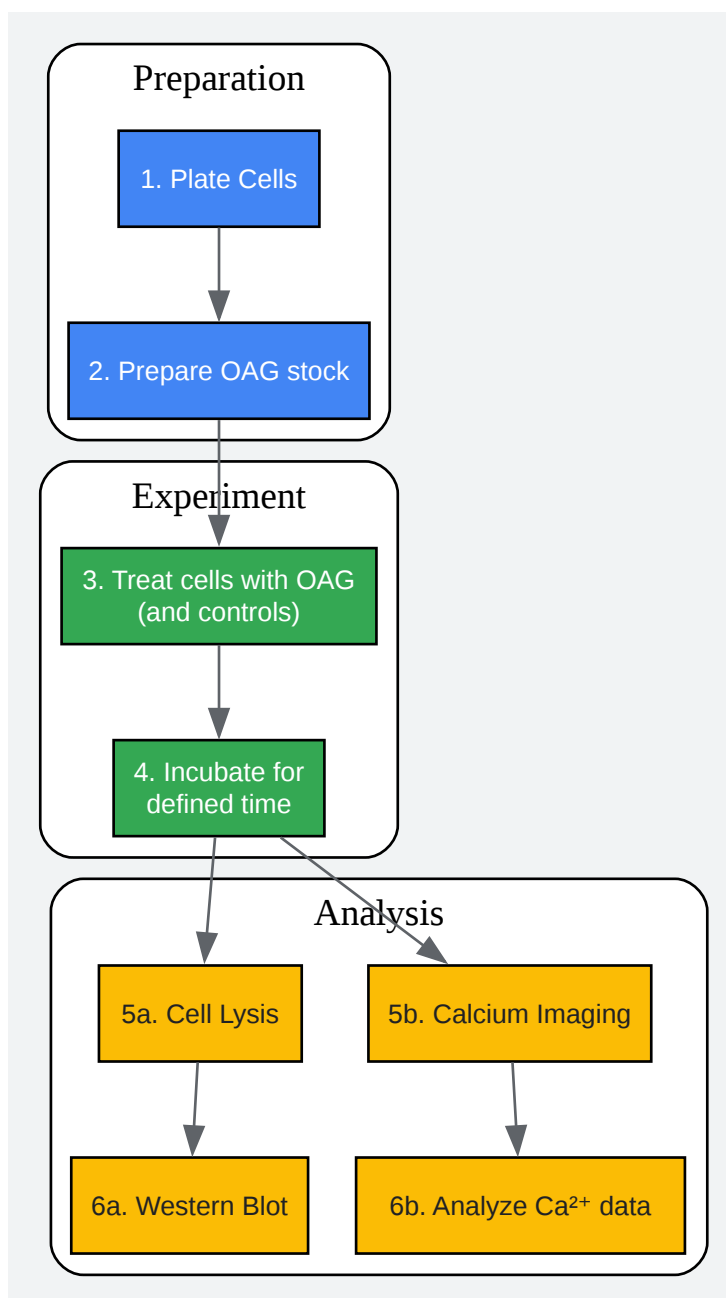 Preparation
1. Plate Cells
2. Prepare OAG stock
Experiment
3. Treat cells with OAG
(and controls)
4. Incubate for
defined time
Analysis
5a. Cell Lysis
5b. Calcium Imaging
6a. Western Blot
6b. Analyze Ca²⁺ data